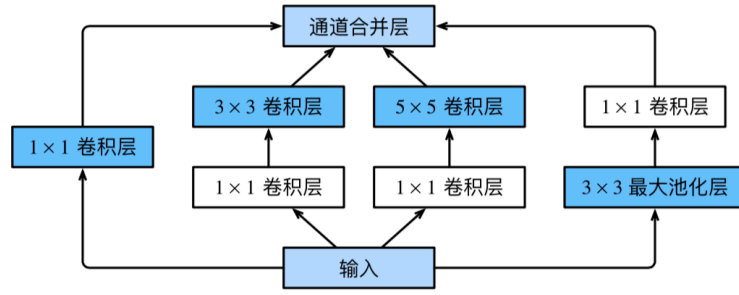 通道合并层
3 × 3 卷积层
5 × 5 卷积层
1 × 1 卷积层
1 × 1 卷积层
1 × 1 卷积层
1 × 1 卷积层
3 × 3 最大池化层
输入